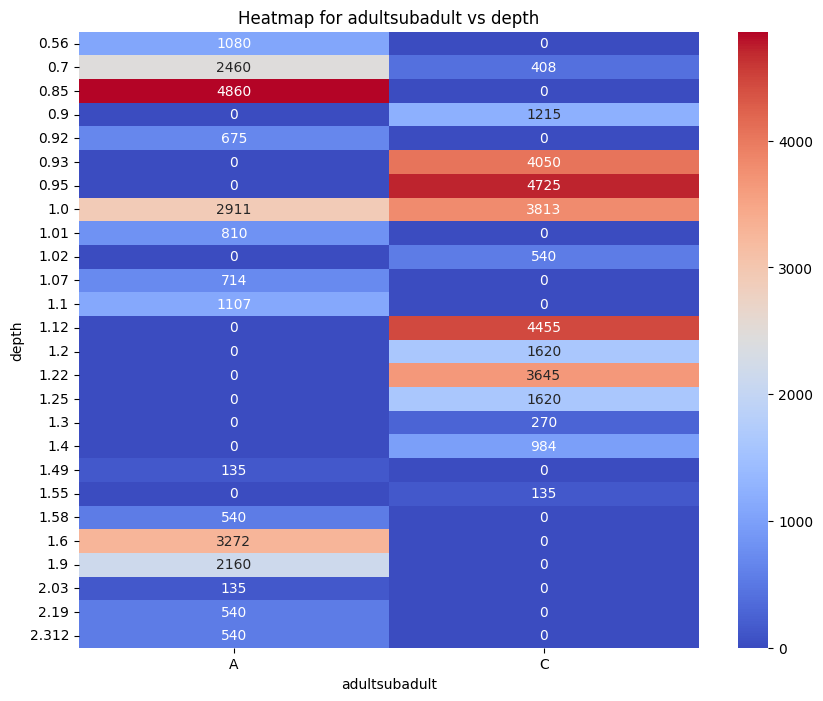 Heatmap for adultsubadult vs depth
0.56 1080 0
0.7 2460 408
0.85 4860 0
0.9 0 1215
0.92 675 0
0.93 0 4050
0.95 0 4725
1.0 2911 3813
1.01 810 0
1.02 0 540
1.07 714 0
1.1 1107 0
1.12 0 4455
1.2 0 1620
1.22 0 3645
1.25 0 1620
1.3 0 270
1.4 0 984
1.49 135 0
1.55 0 135
1.58 540 0
1.6 3272 0
1.9 2160 0
2.03 135 0
2.19 540 0
2.312 540 0
A C
adultsubadult
depth
4000
3000
2000
1000
0